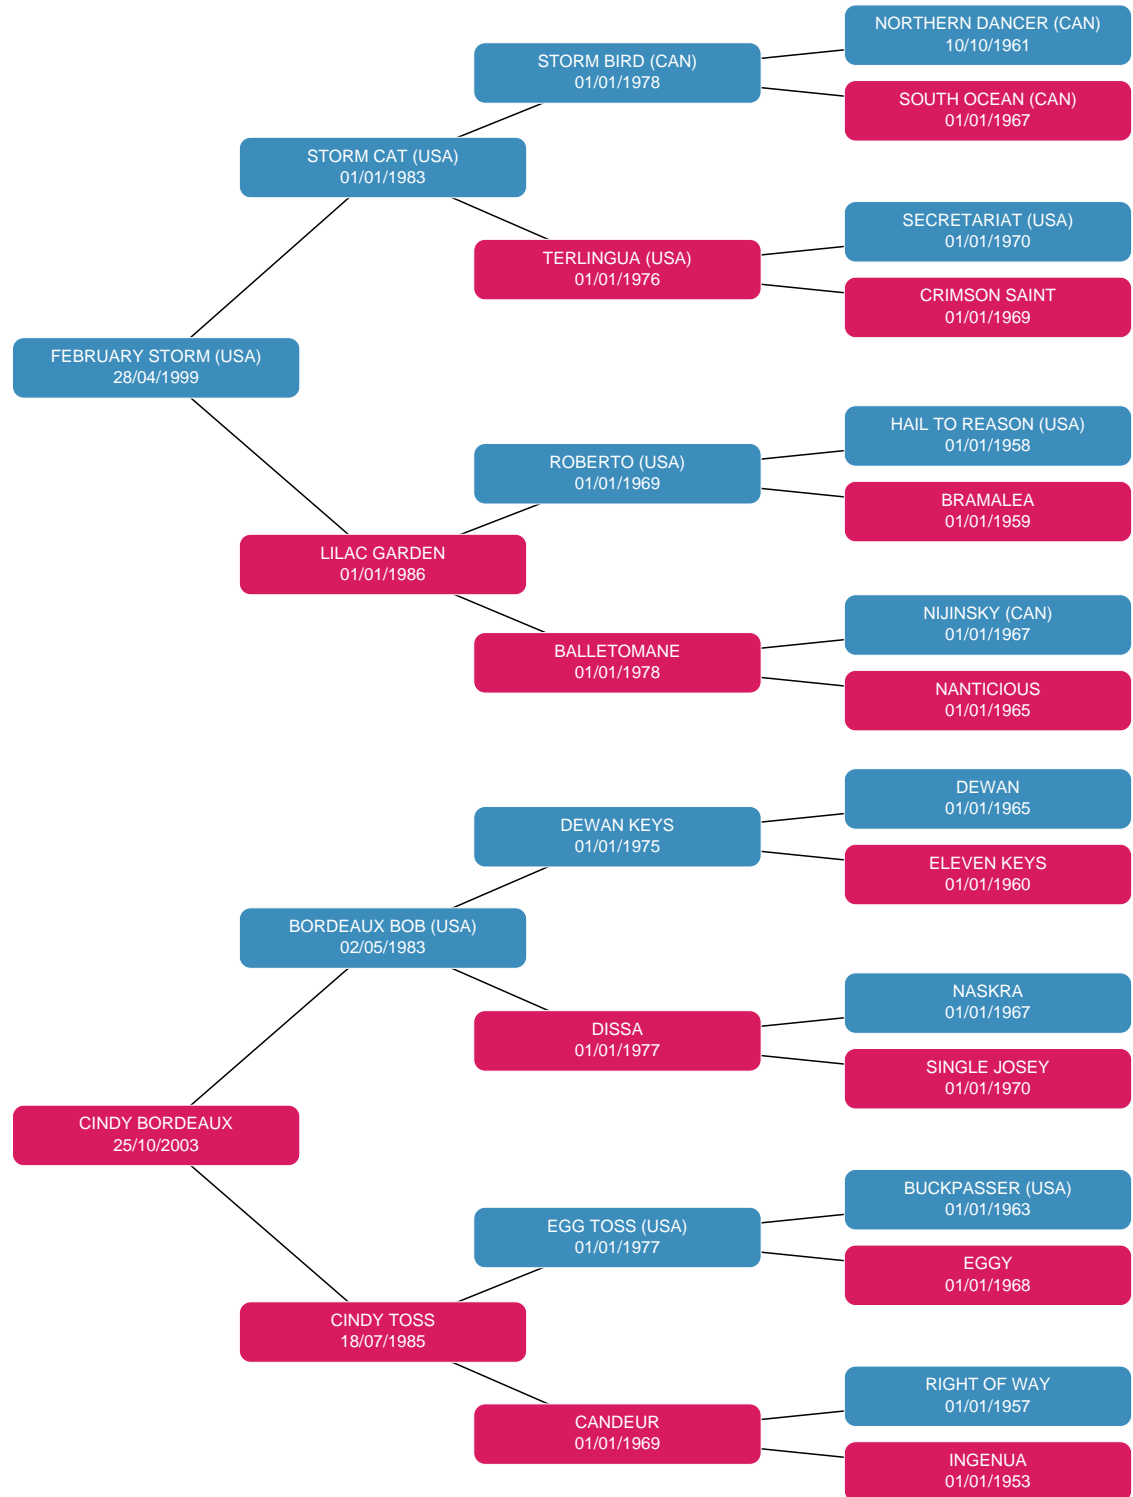 NORTHERN DANCER (CAN)
10/10/1961
STORM BIRD (CAN)
01/01/1978
SOUTH OCEAN (CAN)
01/01/1967
STORM CAT (USA)
01/01/1983
SECRETARIAT (USA)
01/01/1970
TERLINGUA (USA)
01/01/1976
CRIMSON SAINT
01/01/1969
FEBRUARY STORM (USA)
28/04/1999
HAIL TO REASON (USA)
01/01/1958
ROBERTO (USA)
01/01/1969
BRAMALEA
01/01/1959
LILAC GARDEN
01/01/1986
NIJINSKY (CAN)
01/01/1967
BALLETOMANE
01/01/1978
NANTICIOUS
01/01/1965
DEWAN
01/01/1965
DEWAN KEYS
01/01/1975
ELEVEN KEYS
01/01/1960
BORDEAUX BOB (USA)
02/05/1983
NASKRA
01/01/1967
DISSA
01/01/1977
SINGLE JOSEY
01/01/1970
CINDY BORDEAUX
25/10/2003
BUCKPASSER (USA)
01/01/1963
EGG TOSS (USA)
01/01/1977
EGGY
01/01/1968
CINDY TOSS
18/07/1985
RIGHT OF WAY
01/01/1957
CANDEUR
01/01/1969
INGENUA
01/01/1953